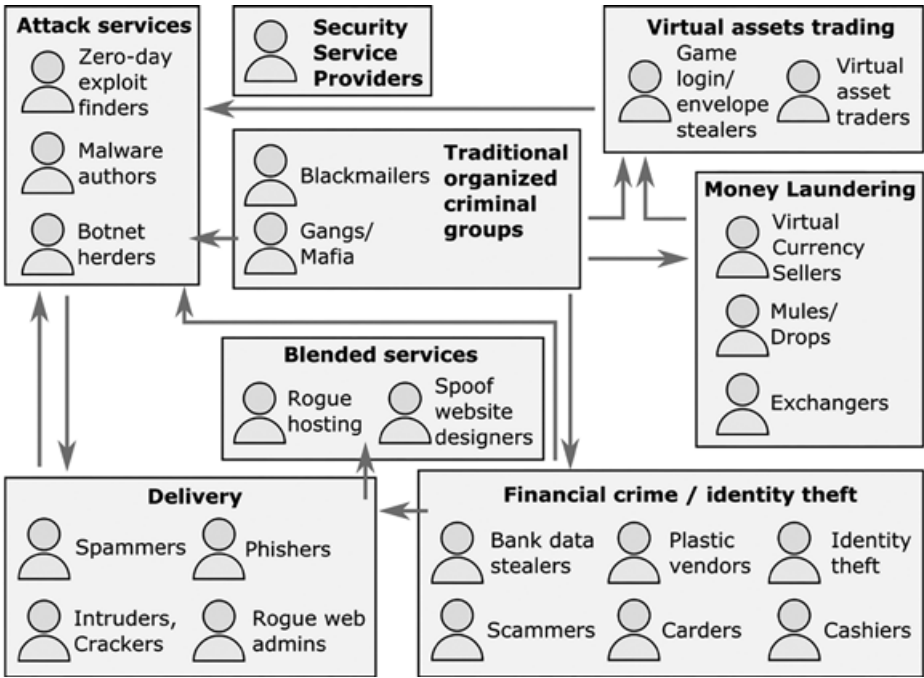 Attack services
Zero-day
exploit
finders
Malware
authors
Botnet
herders
Security
Service
Providers
Virtual assets trading
Game
login/
envelope
stealers
Virtual
asset
traders
Traditional
organized
criminal
groups
Blackmailers
Gangs/
Mafia
Money Laundering
Virtual
Currency
Sellers
Mules/
Drops
Exchangers
Blended services
Rogue
hosting
Spoof
website
designers
Delivery
Spammers
Phishers
Intruders,
Crackers
Rogue web
admins
Financial crime / identity theft
Bank data
stealers
Plastic
vendors
Identity
theft
Scammers
Carders
Cashiers